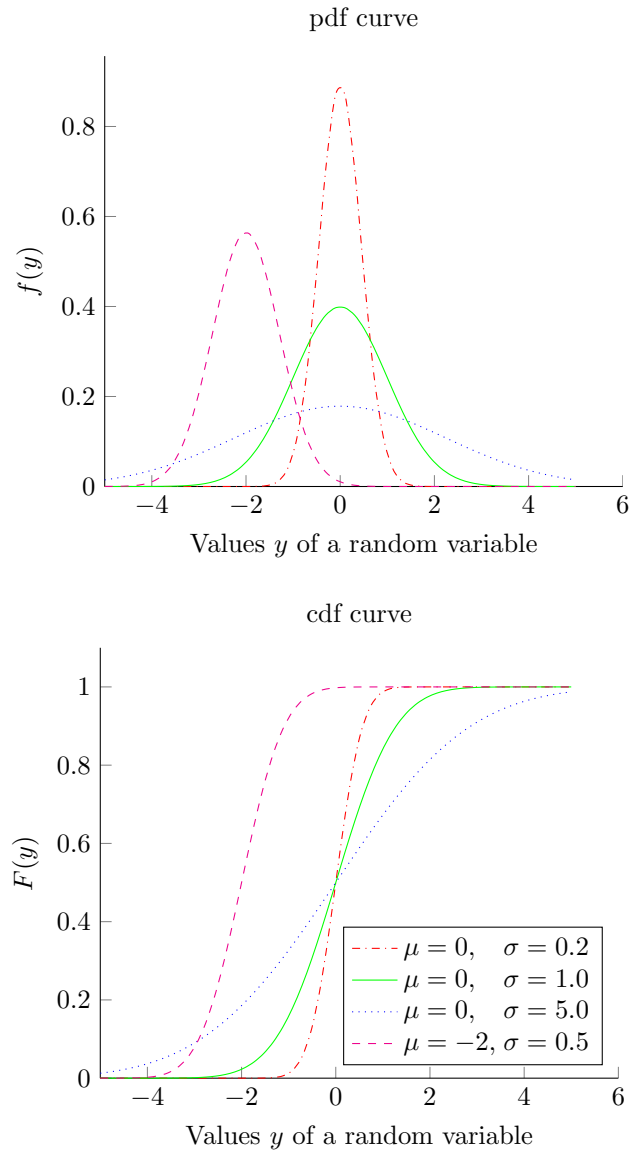 pdf curve
0.8
0.6
0.4
0.2
0
f(y)
−4 −2 0 2 4 6
Values y of a random variable
cdf curve
1
0.8
0.6
0.4
0.2
0
F(y)
μ = 0, σ = 0.2
μ = 0, σ = 1.0
μ = 0, σ = 5.0
μ = −2, σ = 0.5
−4 −2 0 2 4 6
Values y of a random variable